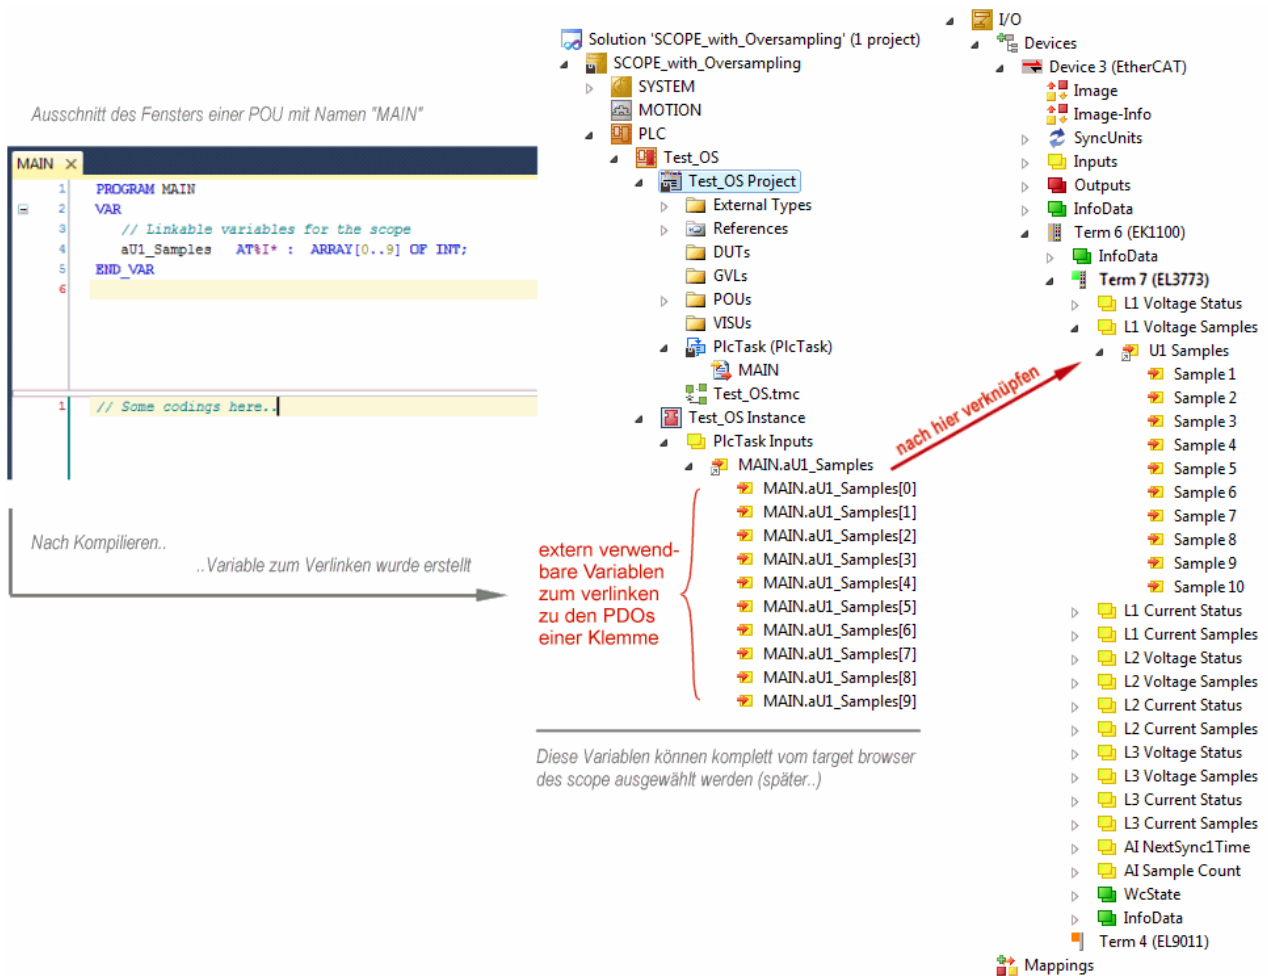 Ausschnitt des Fensters einer POU mit Namen "MAIN"
MAIN
1 PROGRAM MAIN
2 VAR
3 // Linkable variables for the scope
4 aU1_Samples AT%I* : ARRAY[0..9] OF INT;
5 END_VAR
6
1 // Some codings here..
Nach Kompilieren..
..Variable zum Verlinken wurde erstellt
Solution 'SCOPE_with_Oversampling' (1 project)
SCOPE_with_Oversampling
SYSTEM
MOTION
PLC
Test_OS
Test_OS Project
External Types
References
DUTs
GVLs
POUs
VISUs
PlcTask (PlcTask)
MAIN
Test_OS.tmc
Test_OS Instance
PlcTask Inputs
MAIN.aU1_Samples
MAIN.aU1_Samples[0]
MAIN.aU1_Samples[1]
MAIN.aU1_Samples[2]
MAIN.aU1_Samples[3]
MAIN.aU1_Samples[4]
MAIN.aU1_Samples[5]
MAIN.aU1_Samples[6]
MAIN.aU1_Samples[7]
MAIN.aU1_Samples[8]
MAIN.aU1_Samples[9]
extern verwend-
bare Variablen
zum verlinken
zu den PDOs
einer Klemme
Diese Variablen können komplett vom target browser
des scope ausgewählt werden (später..)
nach hier verknüpfen
I/O
Devices
Device 3 (EtherCAT)
Image
Image-Info
SyncUnits
Inputs
Outputs
InfoData
Term 6 (EK1100)
InfoData
Term 7 (EL3773)
L1 Voltage Status
L1 Voltage Samples
U1 Samples
Sample 1
Sample 2
Sample 3
Sample 4
Sample 5
Sample 6
Sample 7
Sample 8
Sample 9
Sample 10
L1 Current Status
L1 Current Samples
L2 Voltage Status
L2 Voltage Samples
L2 Current Status
L2 Current Samples
L3 Voltage Status
L3 Voltage Samples
L3 Current Status
L3 Current Samples
AI NextSync1Time
AI Sample Count
WcState
InfoData
Term 4 (EL9011)
Mappings